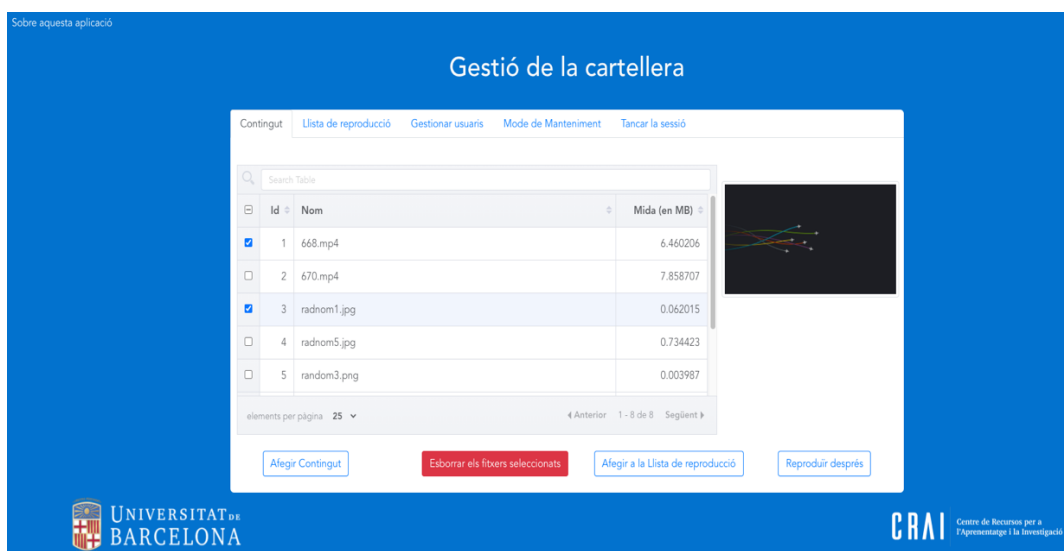 Sobre aquesta aplicació
Gestió de la cartellera
Contingut Llista de reproducció Gestionar usuaris Mode de Manteniment Tancar la sessió
Search Table
Id Nom Mida (en MB)
1 668.mp4 6.460206
2 670.mp4 7.858707
3 radnom1.jpg 0.062015
4 radnom5.jpg 0.734423
5 random3.png 0.003987
elements per pàgina 25 Anterior 1 - 8 de 8 Següent
Afegir Contingut Esborrar els fitxers seleccionats Afegir a la Llista de reproducció Reproduïr desprès
UNIVERSITAT DE
BARCELONA
CRAI
Centre de Recursos per a
l'Aprenentatge i la Investigació